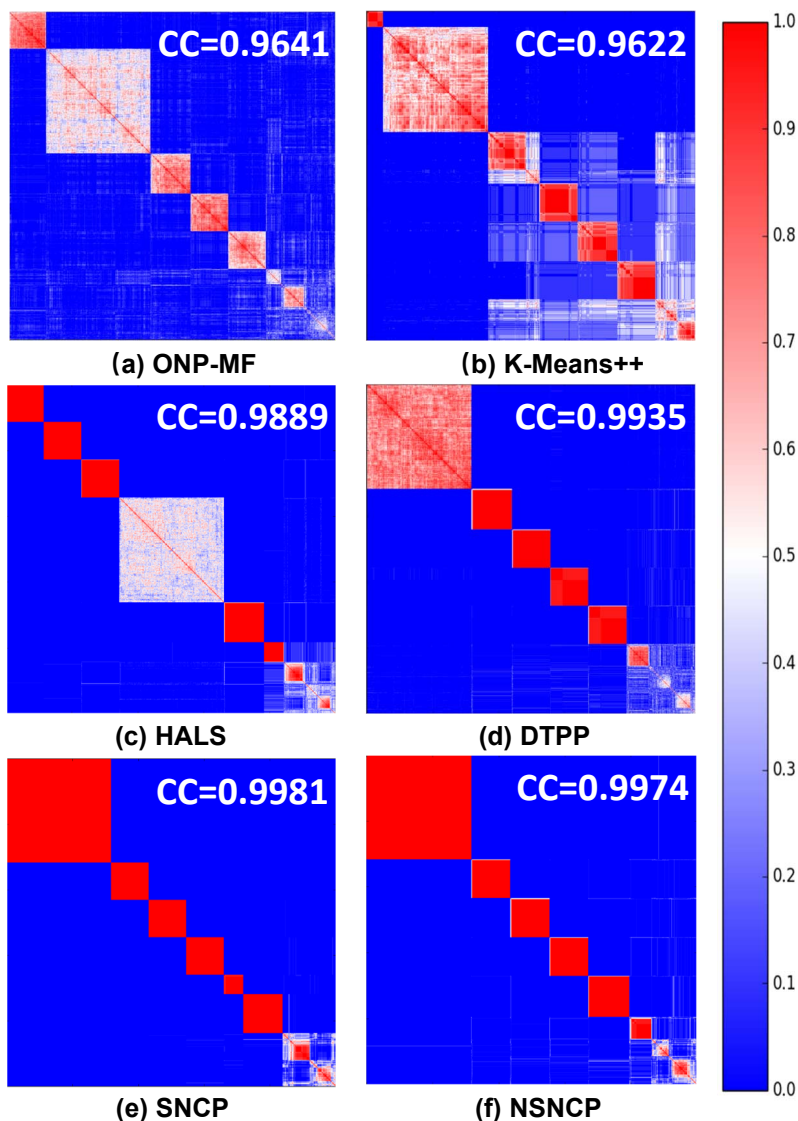 CC=0.9641
CC=0.9622
(a) ONP-MF
(b) K-Means++
CC=0.9889
CC=0.9935
(c) HALS
(d) DTPP
CC=0.9981
CC=0.9974
(e) SNCP
(f) NSNCP
1.0
0.9
0.8
0.7
0.6
0.5
0.4
0.3
0.2
0.1
0.0